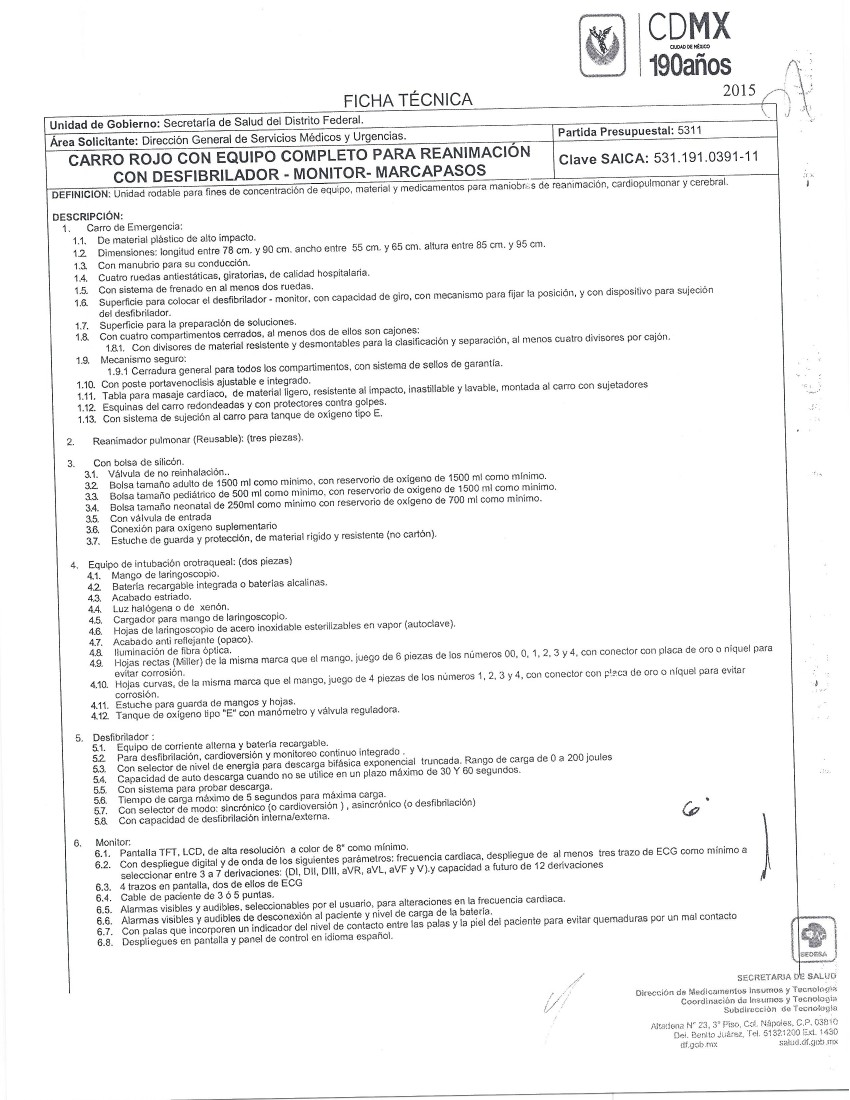 CDMX
CIUDAD DE MÉXICO
190años
2015
FICHA TÉCNICA
Unidad de Gobierno: Secretaría de Salud del Distrito Federal.
Área Solicitante: Dirección General de Servicios Médicos y Urgencias.
Partida Presupuestal: 5311
CARRO ROJO CON EQUIPO COMPLETO PARA REANIMACIÓN
CON DESFIBRILADOR - MONITOR- MARCAPASOS
Clave SAICA: 531.191.0391-11
DEFINICION: Unidad rodable para fines de concentración de equipo, material y medicamentos para maniobras de reanimación, cardiopulmonar y cerebral.
DESCRIPCIÓN:
1. Carro de Emergencia:
1.1. De material plástico de alto impacto.
1.2. Dimensiones: longitud entre 78 cm. y 90 cm. ancho entre 55 cm. y 65 cm. altura entre 85 cm. y 95 cm.
1.3. Con manubrio para su conducción.
1.4. Cuatro ruedas antiestáticas, giratorias, de calidad hospitalaria.
1.5. Con sistema de frenado en al menos dos ruedas.
1.6. Superficie para colocar el desfibrilador - monitor, con capacidad de giro, con mecanismo para fijar la posición, y con dispositivo para sujeción
del desfibrilador.
1.7. Superficie para la preparación de soluciones.
1.8. Con cuatro compartimentos cerrados, al menos dos de ellos son cajones:
1.8.1. Con divisores de material resistente y desmontables para la clasificación y separación, al menos cuatro divisores por cajón.
1.9. Mecanismo seguro:
1.9.1 Cerradura general para todos los compartimentos, con sistema de sellos de garantía.
1.10. Con poste portavenoclisis ajustable e integrado.
1.11. Tabla para masaje cardiaco, de material ligero, resistente al impacto, inastillable y lavable, montada al carro con sujetadores
1.12. Esquinas del carro redondeadas y con protectores contra golpes.
1.13. Con sistema de sujeción al carro para tanque de oxígeno tipo E.
2. Reanimador pulmonar (Reusable): (tres piezas).
3. Con bolsa de silicón.
3.1. Válvula de no reinhalación..
3.2. Bolsa tamaño adulto de 1500 ml como mínimo, con reservorio de oxígeno de 1500 ml como mínimo.
3.3. Bolsa tamaño pediátrico de 500 ml como mínimo, con reservorio de oxigeno de 1500 ml como mínimo.
3.4. Bolsa tamaño neonatal de 250ml como mínimo con reservorio de oxígeno de 700 ml como mínimo.
3.5. Con válvula de entrada
3.6. Conexión para oxígeno suplementario
3.7. Estuche de guarda y protección, de material rígido y resistente (no cartón).
4. Equipo de intubación orotraqueal: (dos piezas)
4.1. Mango de laringoscopio.
4.2. Batería recargable integrada o baterías alcalinas.
4.3. Acabado estriado.
4.4. Luz halógena o de xenón.
4.5. Cargador para mango de laringoscopio.
4.6. Hojas de laringoscopio de acero inoxidable esterilizables en vapor (autoclave).
4.7. Acabado anti reflejante (opaco).
4.8. Iluminación de fibra óptica.
4.9. Hojas rectas (Miller) de la misma marca que el mango, juego de 6 piezas de los números 00, 0, 1, 2, 3 y 4, con conector con placa de oro o níquel para
evitar corrosión.
4.10. Hojas curvas, de la misma marca que el mango, juego de 4 piezas de los números 1, 2, 3 y 4, con conector con placa de oro o níquel para evitar
corrosión.
4.11. Estuche para guarda de mangos y hojas.
4.12. Tanque de oxígeno tipo "E" con manómetro y válvula reguladora.
5. Desfibrilador :
5.1. Equipo de corriente alterna y batería recargable.
5.2. Para desfibrilación, cardioversión y monitoreo continuo integrado .
5.3. Con selector de nivel de energía para descarga bifásica exponencial truncada. Rango de carga de 0 a 200 joules
5.4. Capacidad de auto descarga cuando no se utilice en un plazo máximo de 30 Y 60 segundos.
5.5. Con sistema para probar descarga.
5.6. Tiempo de carga máximo de 5 segundos para máxima carga.
5.7. Con selector de modo: sincrónico (o cardioversión ) , asincrónico (o desfibrilación)
5.8. Con capacidad de desfibrilación interna/externa.
6. Monitor:
6.1. Pantalla TFT, LCD, de alta resolución a color de 8" como mínimo.
6.2. Con despliegue digital y de onda de los siguientes parámetros: frecuencia cardiaca, despliegue de al menos tres trazo de ECG como mínimo a
seleccionar entre 3 a 7 derivaciones: (DI, DII, DIII, aVR, aVL, aVF y V).y capacidad a futuro de 12 derivaciones
6.3. 4 trazos en pantalla, dos de ellos de ECG
6.4. Cable de paciente de 3 ó 5 puntas.
6.5. Alarmas visibles y audibles, seleccionables por el usuario, para alteraciones en la frecuencia cardiaca.
6.6. Alarmas visibles y audibles de desconexión al paciente y nivel de carga de la batería.
6.7. Con palas que incorporen un indicador del nivel de contacto entre las palas y la piel del paciente para evitar quemaduras por un mal contacto
6.8. Despliegues en pantalla y panel de control en idioma español.
SEDESA
SECRETARIA DE SALUD
Dirección de Medicamentos Insumos y Tecnología
Coordinación de Insumos y Tecnología
Subdirección de Tecnología
Altadena N° 23, 3° Piso, Col. Nápoles, C.P. 03810
Del. Benito Juárez, Tel. 51321200 Ext. 1430
df.gob.mx salud.df.gob.mx